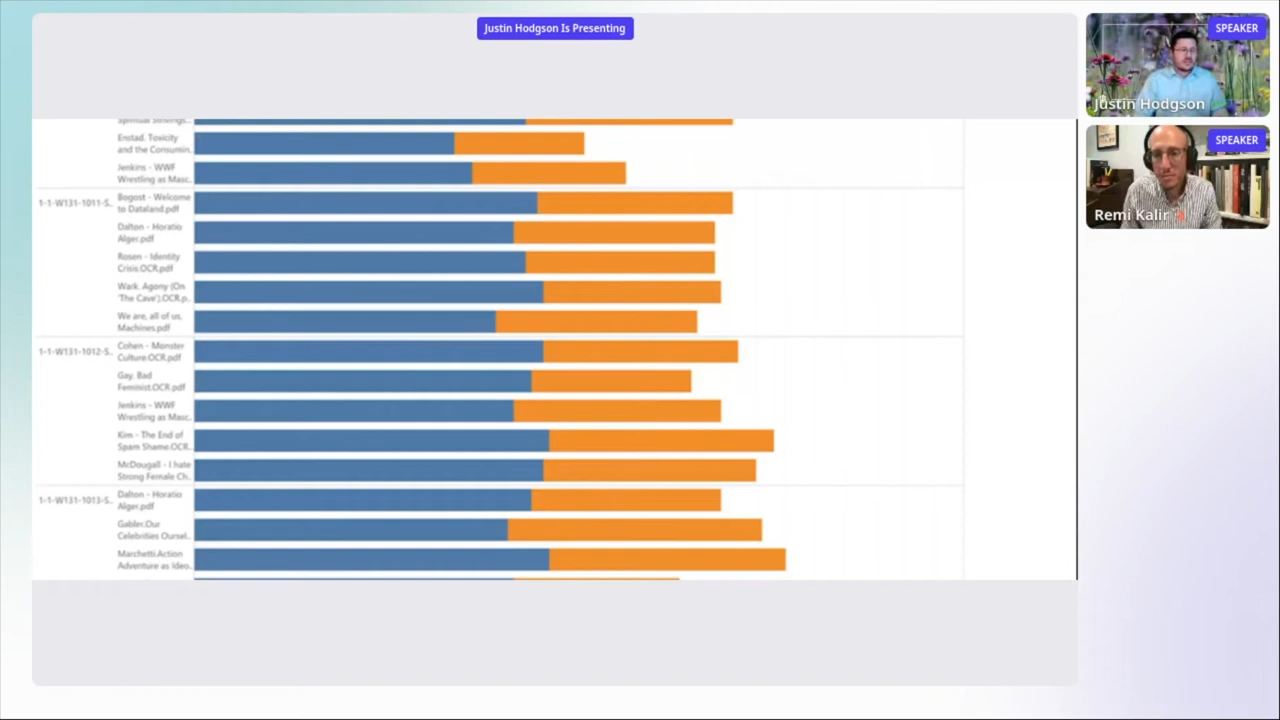 Justin Hodgson Is Presenting
Spiritual Strivings...
Enstad. Toxicity
and the Consumin..
Jenkins - WWF
Wrestling as Masc..
1-1-W131-1011-S..
Bogost - Welcome
to Dataland.pdf
Dalton - Horatio
Alger.pdf
Rosen - Identity
Crisis.OCR.pdf
Wark. Agony (On
'The Cave').OCR.p..
We are, all of us,
Machines.pdf
1-1-W131-1012-S..
Cohen - Monster
Culture.OCR.pdf
Gay. Bad
Feminist.OCR.pdf
Jenkins - WWF
Wrestling as Masc..
Kim - The End of
Spam Shame.OCR..
McDougall - I hate
Strong Female Ch..
1-1-W131-1013-S..
Dalton - Horatio
Alger.pdf
Gabler.Our
Celebrities Oursel..
Marchetti.Action
Adventure as Ideo..
SPEAKER
Justin Hodgson
SPEAKER
Remi Kalir